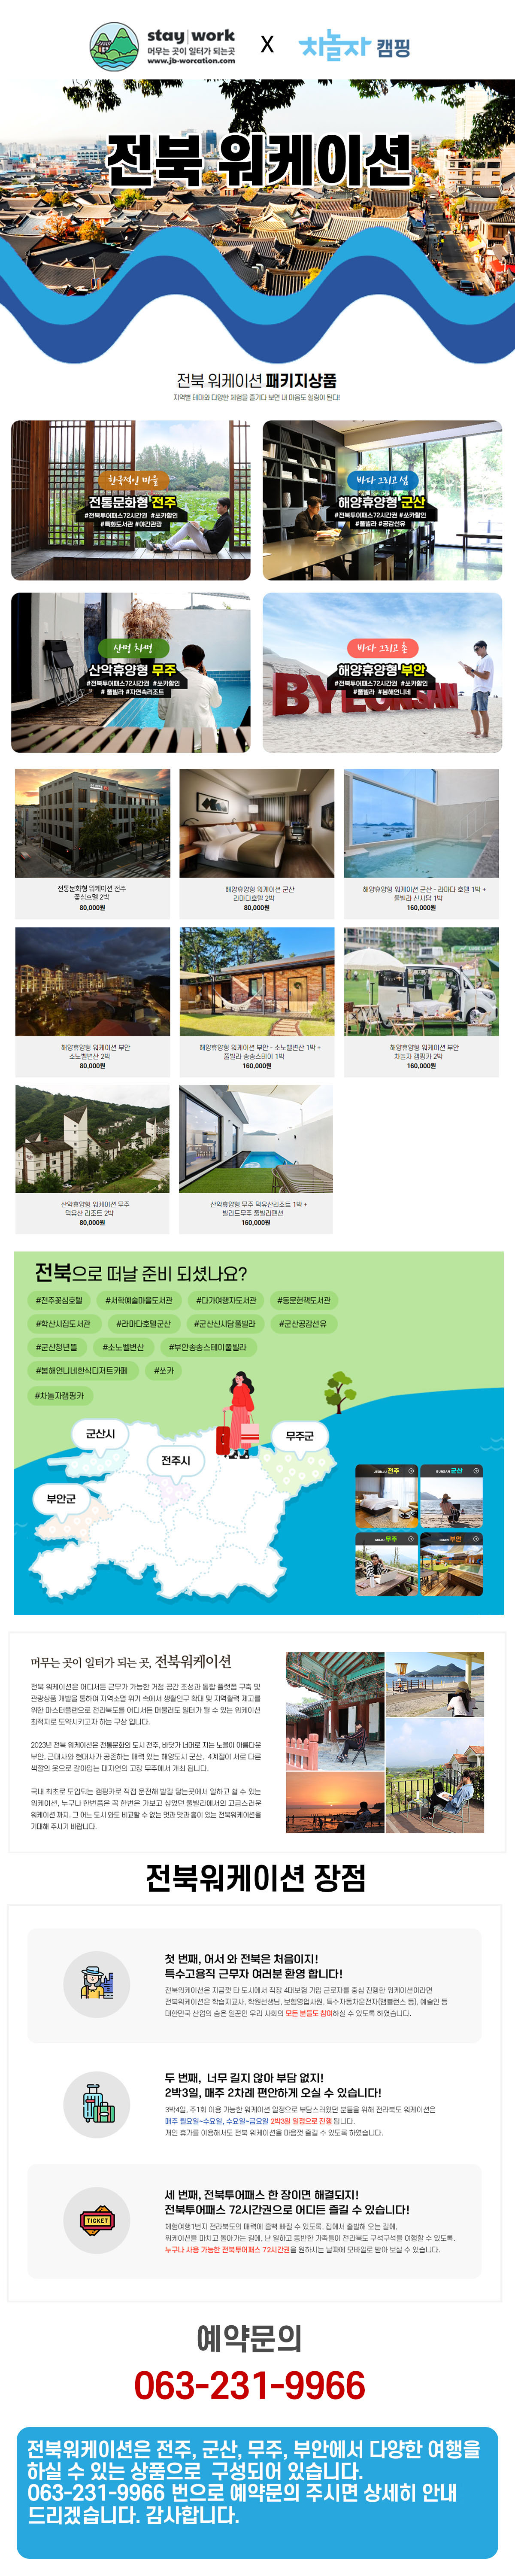 stay|work
머무는 곳이 일터가 되는곳
www.jb-worcation.com
X
차놀자 캠핑
전북 워케이션
전북 워케이션 패키지상품
지역별 테마와 다양한 체험을 즐기다 보면 내 마음도 힐링이 된다!
한국적인 마을
전통문화형 전주
#전북투어패스72시간권 #쏘카할인
#특화도서관 #야간관광
바다 그리고 섬
해양휴양형 군산
#전북투어패스72시간권 #쏘카할인
#풀빌라 #공감선유
산명 화명
산악휴양형 무주
#전북투어패스72시간권 #쏘카할인
# 풀빌라 #자연속리조트
바다 그리고 솔
해양휴양형 부안
#전북투어패스72시간권 #쏘카할인
#풀빌라 #봄해언니네
전통문화형 워케이션 전주
꽃심호텔 2박
80,000원
해양휴양형 워케이션 군산
라마다호텔 2박
80,000원
해양휴양형 워케이션 군산 - 라마다 호텔 1박 +
풀빌라 신시담 1박
160,000원
해양휴양형 워케이션 부안
소노벨변산 2박
80,000원
해양휴양형 워케이션 부안 - 소노벨변산 1박 +
풀빌라 송송스테이 1박
160,000원
해양휴양형 워케이션 부안
차놀자 캠핑카 2박
160,000원
산악휴양형 워케이션 무주
덕유산 리조트 2박
80,000원
산악휴양형 무주 덕유산리조트 1박 +
빌라드무주 풀빌라펜션
160,000원
전북으로 떠날 준비 되셨나요?
#전주꽃심호텔 #서학예술마을도서관 #다가여행자도서관 #동문헌책도서관
#학산시집도서관 #라마다호텔군산 #군산신시담풀빌라 #군산공감선유
#군산청년뜰 #소노벨변산 #부안송송스테이풀빌라
#봄해언니네한식디저트카페 #쏘카
#차놀자캠핑카
군산시
전주시
무주군
부안군
JEONJU 전주
GUNSAN 군산
MUJU 무주
BUAN 부안
머무는 곳이 일터가 되는 곳, 전북워케이션
전북 워케이션은 어디서든 근무가 가능한 거점 공간 조성과 통합 플랫폼 구축 및
관광상품 개발을 통하여 지역소멸 위기 속에서 생활인구 확대 및 지역활력 제고를
위한 마스터플랜으로 전라북도를 어디서든 머물러도 일터가 될 수 있는 워케이션
최적지로 도약시키고자 하는 구상 입니다.
2023년 전북 워케이션은 전통문화의 도시 전주, 바닷가 너머로 지는 노을이 아름다운
부안, 근대사와 현대사가 공존하는 매력 있는 해양도시 군산, 4계절이 서로 다른
색깔의 옷으로 갈아입는 대자연의 고장 무주에서 개최 됩니다.
국내 최초로 도입되는 캠핑카로 직접 운전해 발길 닿는곳에서 일하고 쉴 수 있는
워케이션, 누구나 한번쯤은 꼭 한번은 가보고 싶었던 풀빌라에서의 고급스러운
워케이션 까지. 그 어느 도시 와도 비교할 수 없는 멋과 맛과 흥이 있는 전북워케이션을
기대해 주시기 바랍니다.
전북워케이션 장점
첫 번째, 어서 와 전북은 처음이지!
특수고용직 근무자 여러분 환영 합니다!
전북워케이션은 지금껏 타 도시에서 직장 4대보험 가입 근로자를 중심 진행한 워케이션이라면
전북워케이션은 학습지교사, 학원선생님, 보험영업사원, 특수자동차운전자(앰뷸런스 등), 예술인 등
대한민국 산업의 숨은 일꾼인 우리 사회의 모든 분들도 참여하실 수 있도록 하였습니다.
두 번째, 너무 길지 않아 부담 없지!
2박3일, 매주 2차례 편안하게 오실 수 있습니다!
3박4일, 주1회 이용 가능한 워케이션 일정으로 부담스러웠던 분들을 위해 전라북도 워케이션은
매주 월요일~수요일, 수요일~금요일 2박3일 일정으로 진행 됩니다.
개인 휴가를 이용해서도 전북 워케이션을 마음껏 즐길 수 있도록 하였습니다.
TICKET
세 번째, 전북투어패스 한 장이면 해결되지!
전북투어패스 72시간권으로 어디든 즐길 수 있습니다!
체험여행1번지 전라북도의 매력에 흠뻑 빠질 수 있도록, 집에서 출발해 오는 길에,
워케이션을 마치고 돌아가는 길에, 난 일하고 동반한 가족들이 전라북도 구석구석을 여행할 수 있도록.
누구나 사용 가능한 전북투어패스 72시간권을 원하시는 날짜에 모바일로 받아 보실 수 있습니다.
예약문의
063-231-9966
전북워케이션은 전주, 군산, 무주, 부안에서 다양한 여행을
하실 수 있는 상품으로 구성되어 있습니다.
063-231-9966 번으로 예약문의 주시면 상세히 안내
드리겠습니다. 감사합니다.